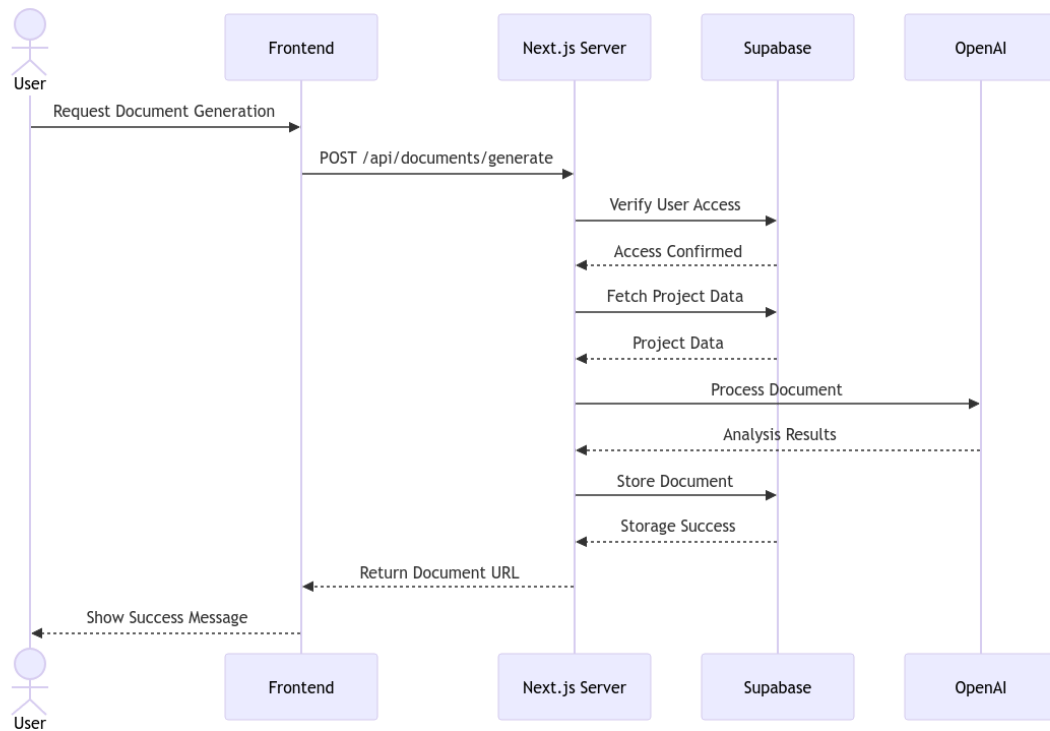 Frontend
Next.js Server
Supabase
OpenAI
User
Request Document Generation
POST /api/documents/generate
Verify User Access
Access Confirmed
Fetch Project Data
Project Data
Process Document
Analysis Results
Store Document
Storage Success
Return Document URL
Show Success Message
Frontend
Next.js Server
Supabase
OpenAI
User